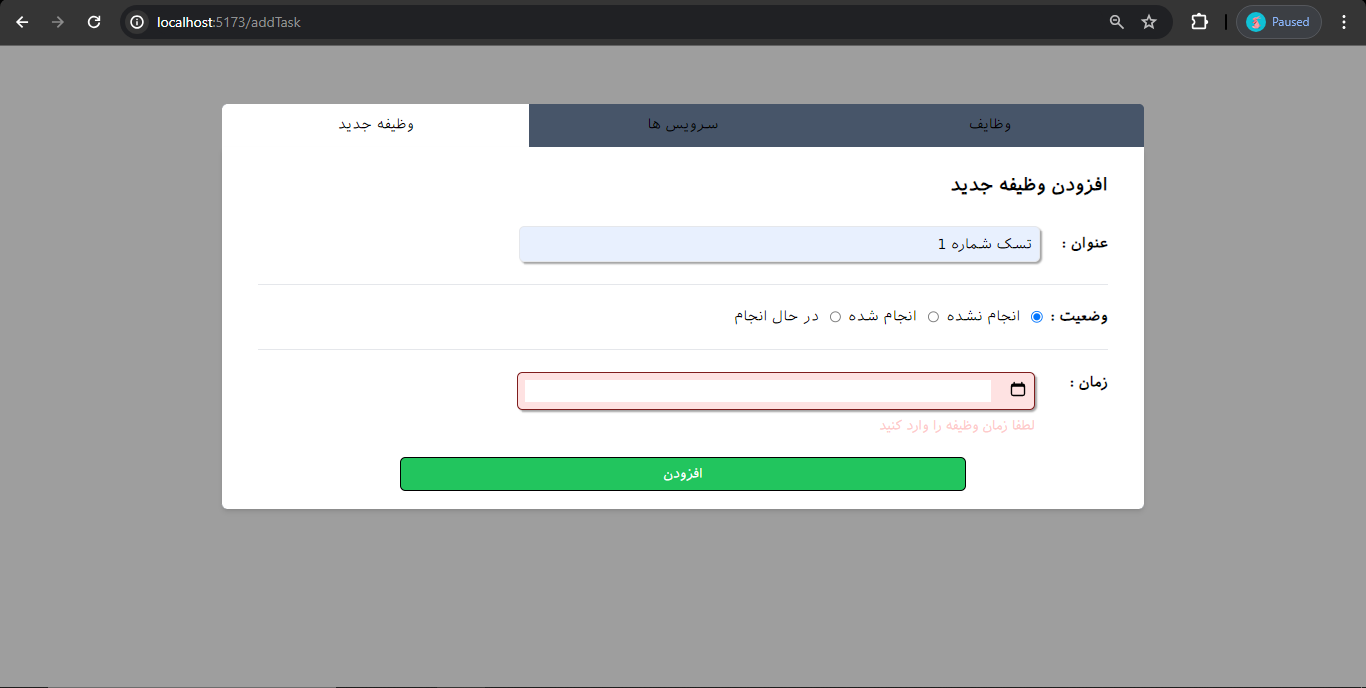 localhost:5173/addTask
Paused
وظایف
سرویس ها
وظیفه جدید
افزودن وظیفه جدید
عنوان : تسک شماره 1
وضعیت : انجام نشده انجام شده در حال انجام
زمان :
لطفا زمان وظیفه را وارد کنید
افزودن